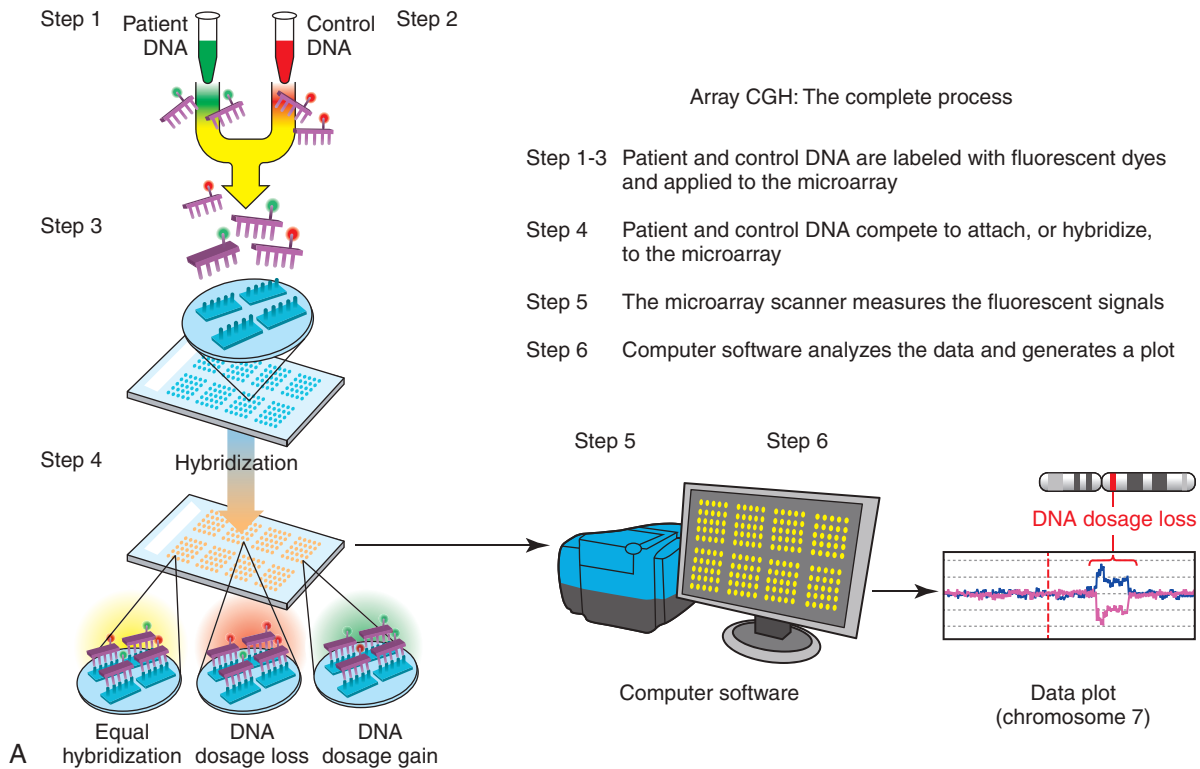 Step 1
Patient
DNA
Control
DNA
Step 2
Array CGH: The complete process
Step 1-3 Patient and control DNA are labeled with fluorescent dyes
and applied to the microarray
Step 4 Patient and control DNA compete to attach, or hybridize,
to the microarray
Step 5 The microarray scanner measures the fluorescent signals
Step 6 Computer software analyzes the data and generates a plot
Step 3
Hybridization
Step 4
Equal
hybridization
DNA
dosage loss
DNA
dosage gain
A
Step 5
Step 6
Computer software
DNA dosage loss
Data plot
(chromosome 7)